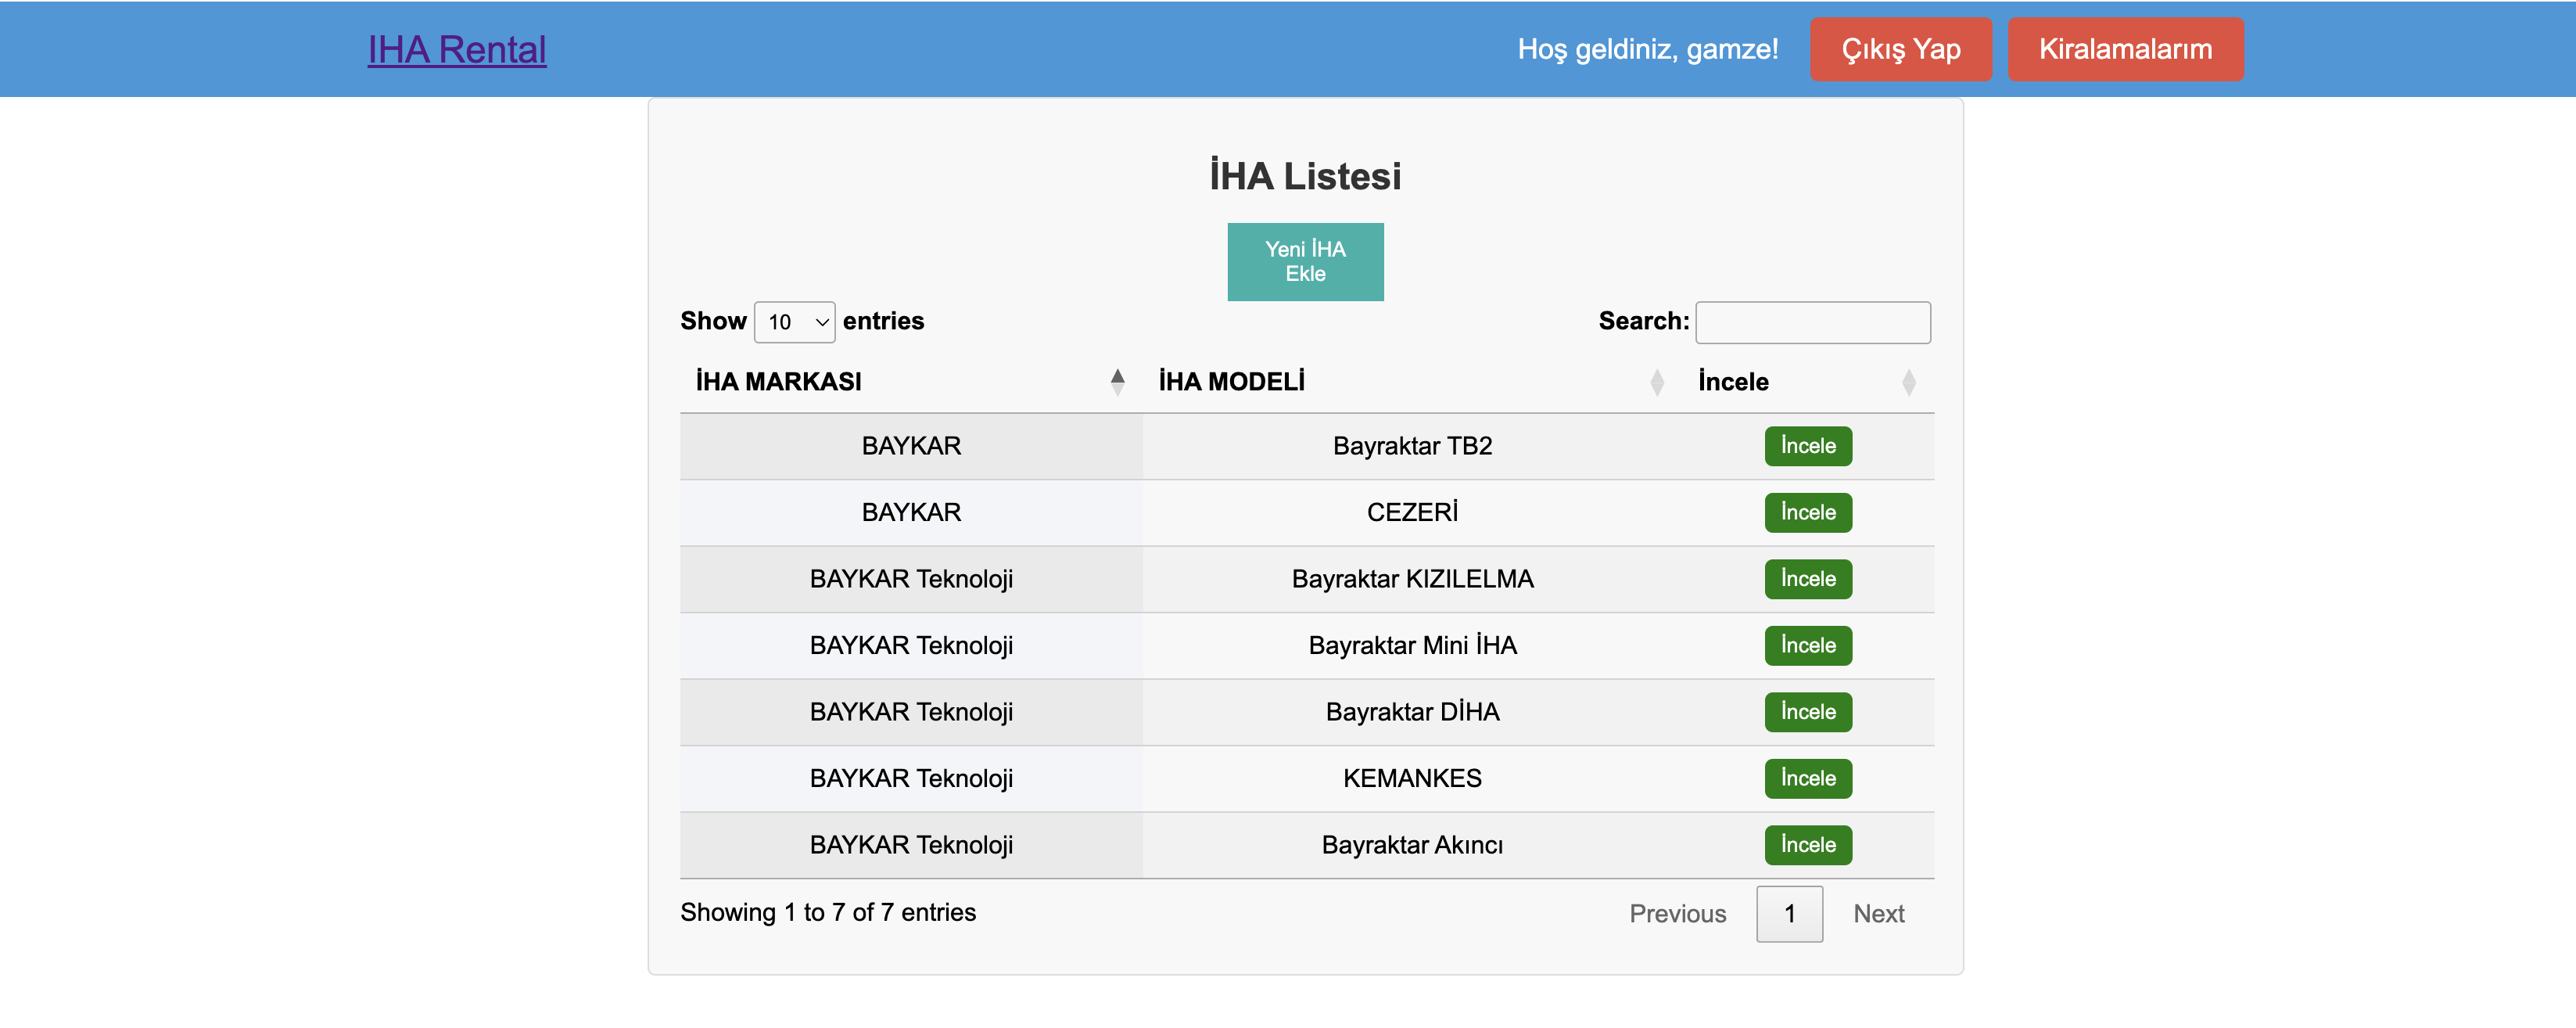 IHA Rental
Hoş geldiniz, gamze!
Çıkış Yap
Kiralamalarım
İHA Listesi
Yeni İHA
Ekle
Show 10 entries
Search:
İHA MARKASI İHA MODELİ İncele
BAYKAR Bayraktar TB2 İncele
BAYKAR CEZERİ İncele
BAYKAR Teknoloji Bayraktar KIZILELMA İncele
BAYKAR Teknoloji Bayraktar Mini İHA İncele
BAYKAR Teknoloji Bayraktar DİHA İncele
BAYKAR Teknoloji KEMANKES İncele
BAYKAR Teknoloji Bayraktar Akıncı İncele
Showing 1 to 7 of 7 entries
Previous 1 Next